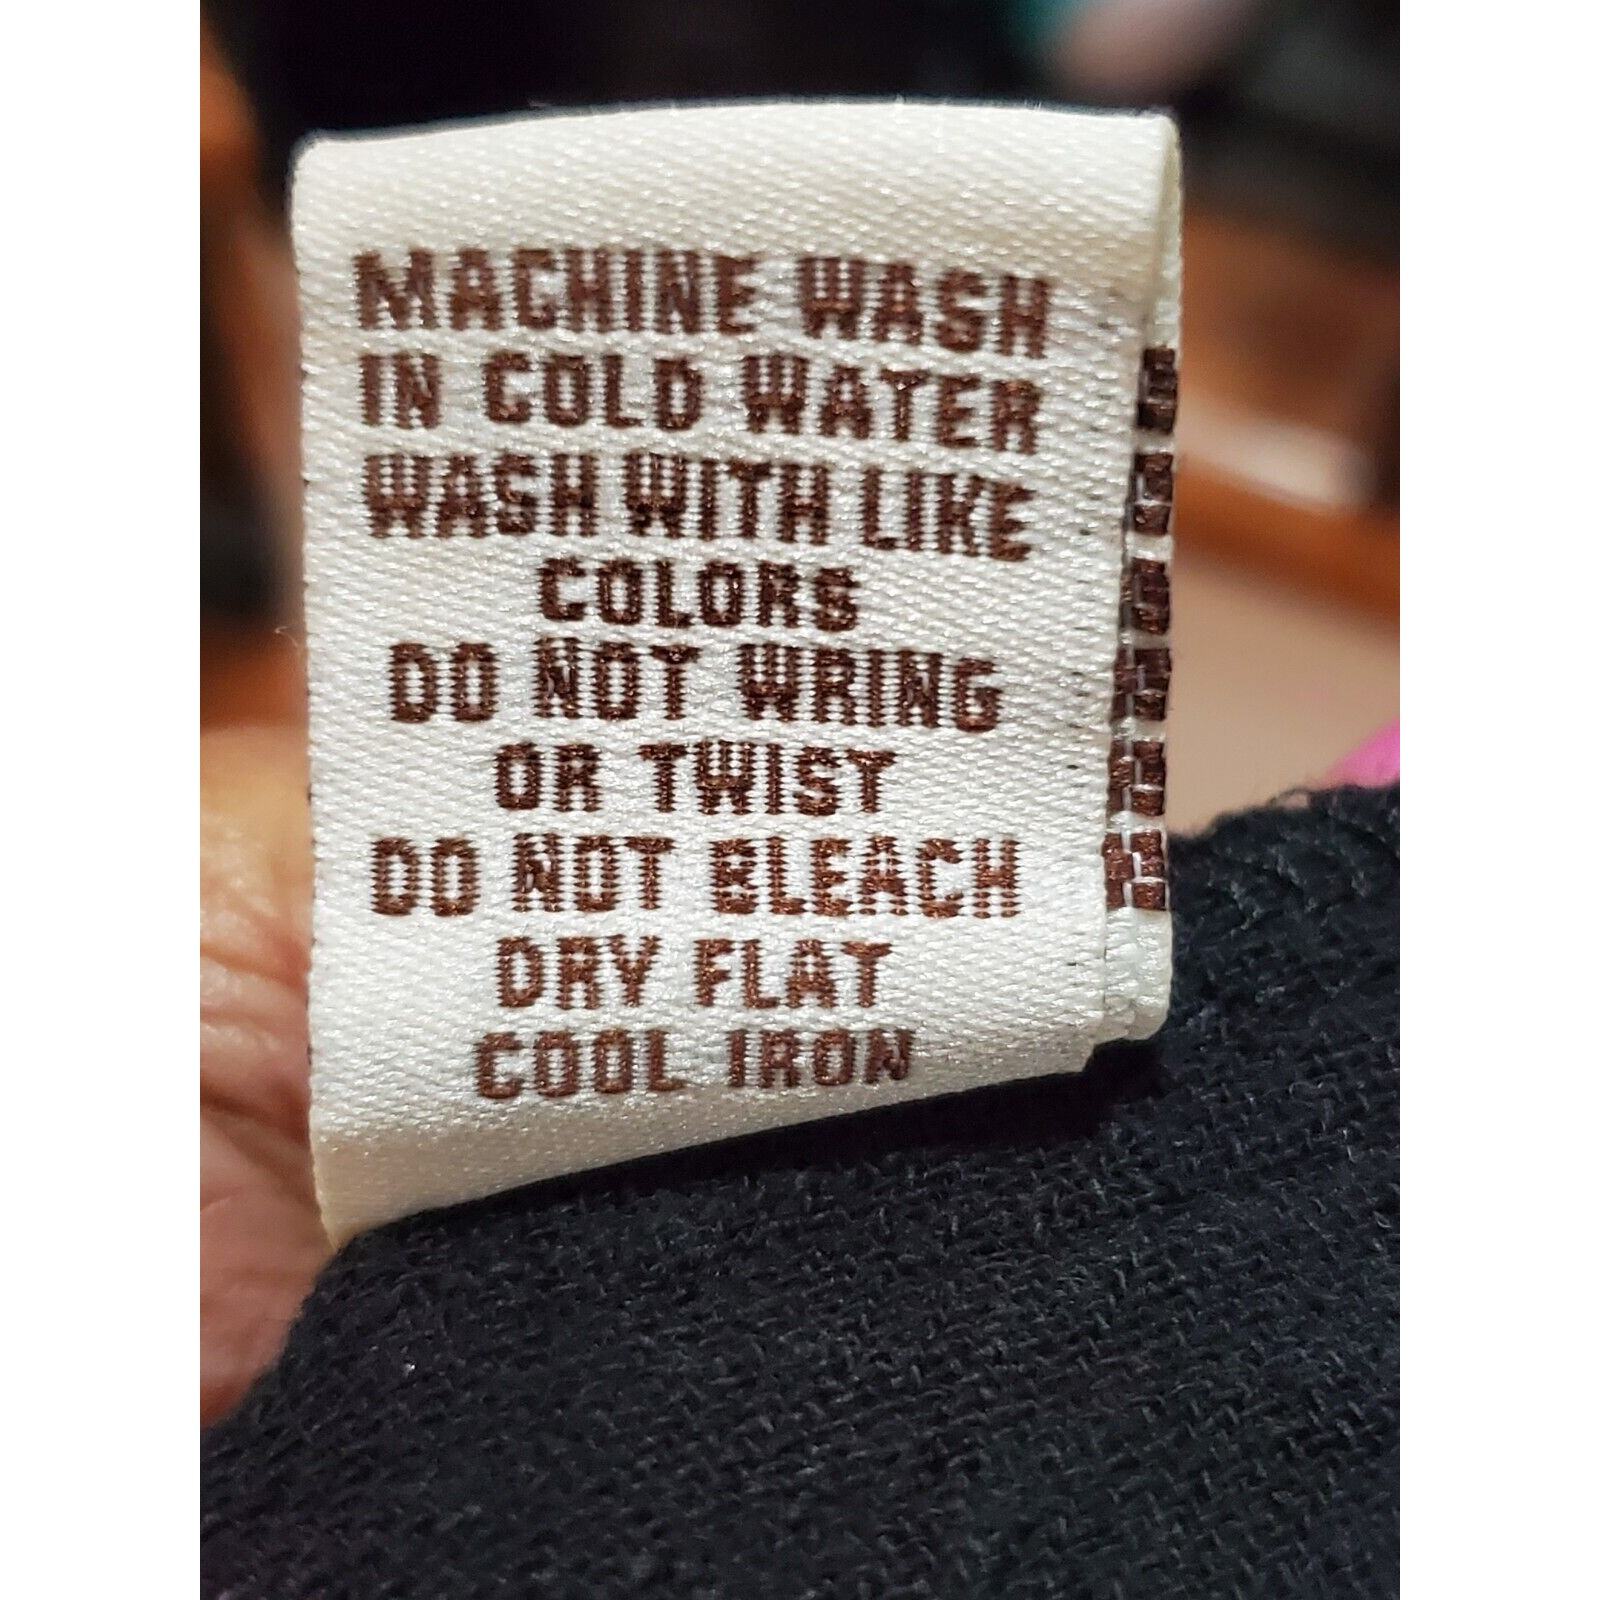 MACHINE WASH
IN COLD WATER
WASH WITH LIKE
COLORS
DO NOT WRING
OR TWIST
DO NOT BLEACH
DRY FLAT
COOL IRON